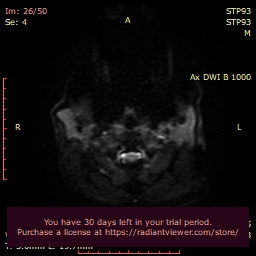 Im: 26/50
Se: 4
A
STP93
STP93
M
Ax DWI B 1000
R
L
You have 30 days left in your trial period.
Purchase a license at https://radiantviewer.com/store/